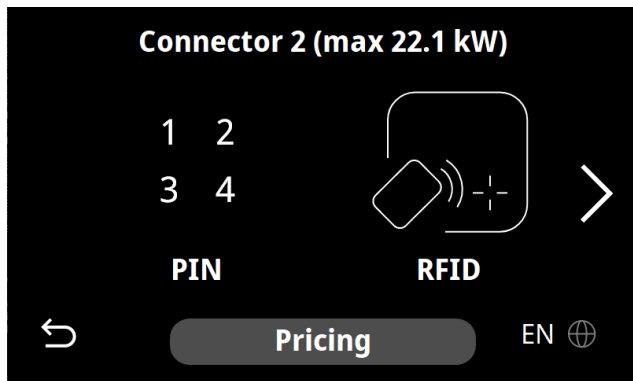 Connector 2 (max 22.1 kW)
1 2
3 4
PIN
RFID
Pricing
EN